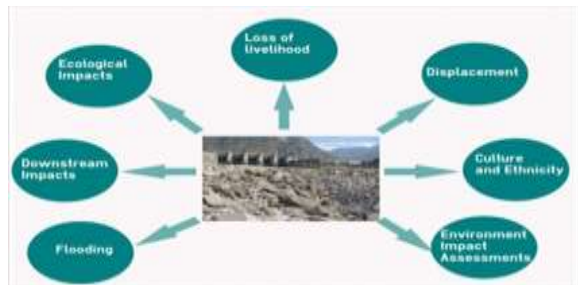 Loss of
livelihood
Ecological
Impacts
Displacement
Downstream
Impacts
Culture
and Ethnicity
Flooding
Environment
Impact
Assessments